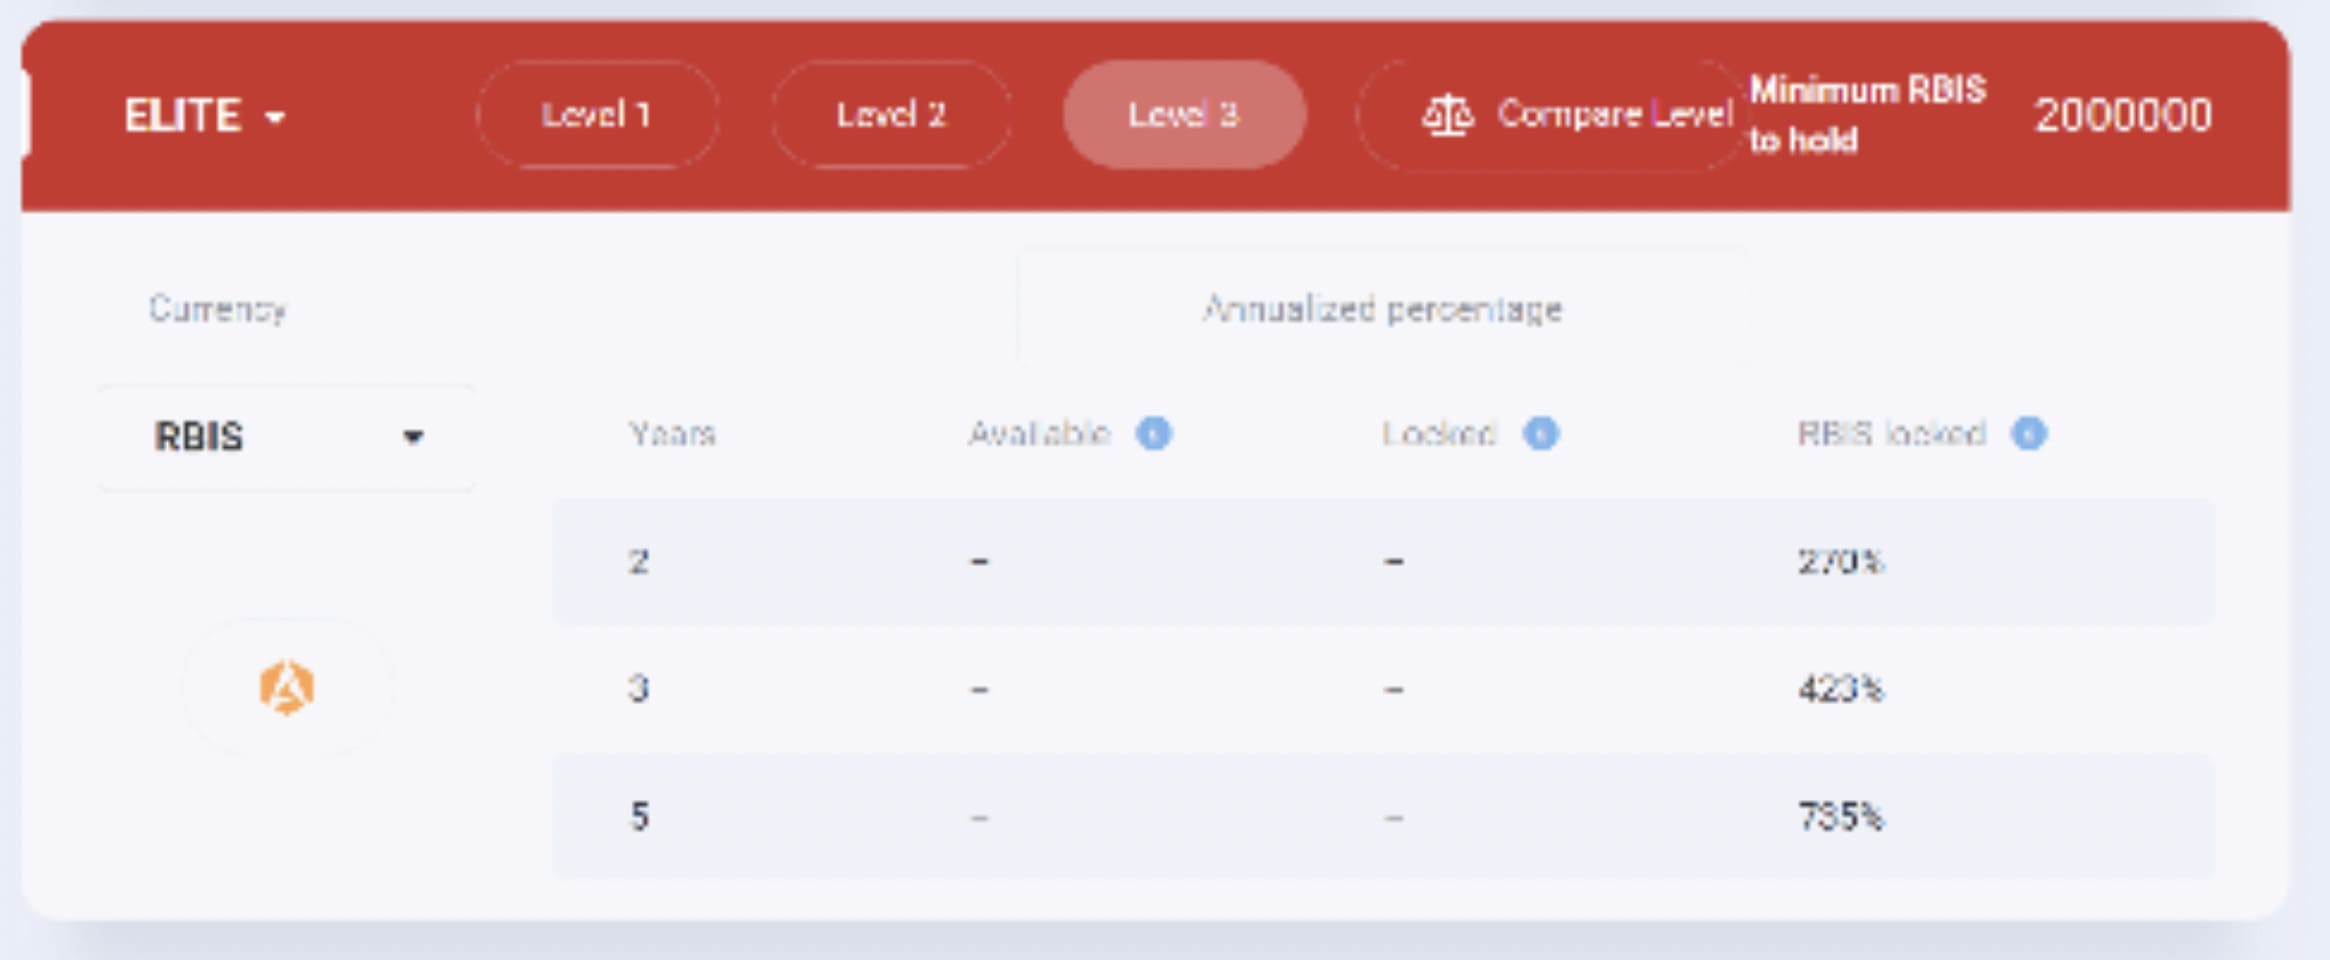 ELITE Level 1 Level 2 Level 3 Compare Level Minimum RBIS to hold 2000000
Currency Annualized percentage
RBIS Years Available Locked RBIS locked
2 – – 270%
3 – – 423%
5 – – 735%